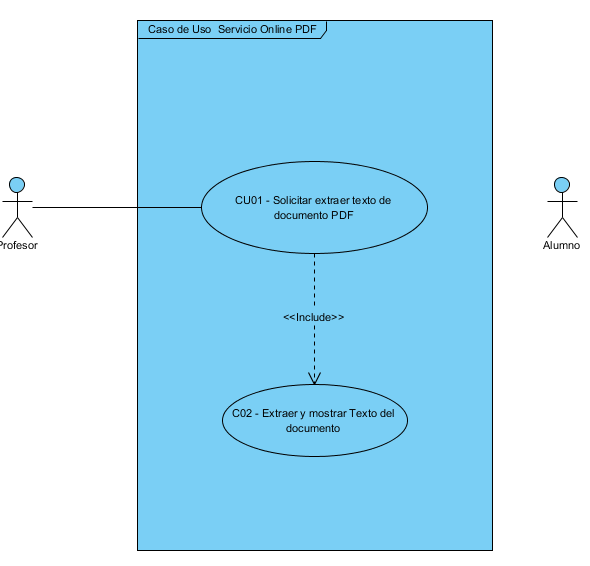 Caso de Uso  Servicio Online PDF
CU01 - Solicitar extraer texto de
documento PDF
Profesor
Alumno
<<Include>>
C02 - Extraer y mostrar Texto del
documento